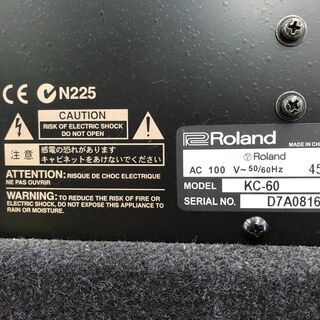 CE N225
CAUTION
RISK OF ELECTRIC SHOCK
DO NOT OPEN
注意
感電の恐れがあります
キャビネットをあけないで下さい
ATTENTION: RISQUE DE CHOC ELECTRIQUE
NE PAS OUVRIR
WARNING: TO REDUCE THE RISK OF FIRE OR
ELECTRIC SHOCK, DO NOT EXPOSE THIS APPLIANCE TO
RAIN OR MOISTURE.
Roland
MADE IN CH
Roland
AC 100 V~ 50/60Hz 45
MODEL KC-60
SERIAL NO. D7A0816